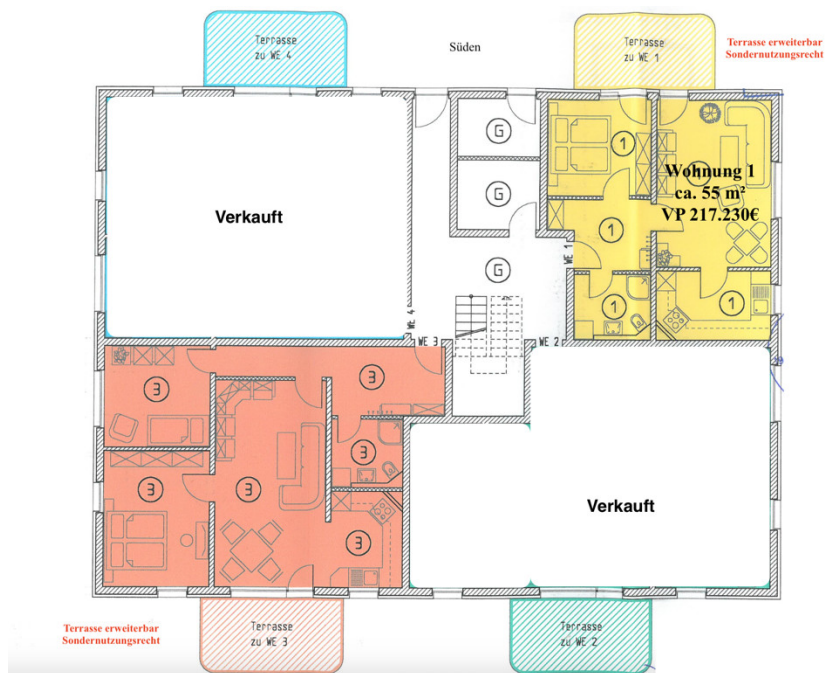 Terrasse
zu WE 4
Süden
Terrasse
zu WE 1
Terrasse erweiterbar
Sondernutzungsrecht
G
1
1
Wohnung 1
ca. 55 m²
VP 217.230€
G
Verkauft
1
G
WE 1
1
1
WE 4
WE 3
WE 2
3
3
3
3
3
3
Verkauft
Terrasse erweiterbar
Sondernutzungsrecht
Terrasse
zu WE 3
Terrasse
zu WE 2